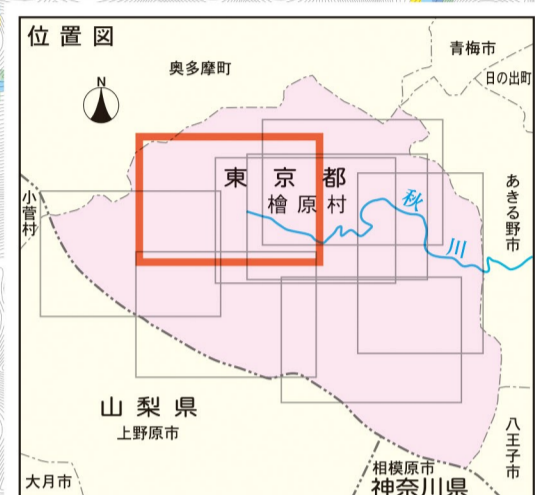 位置図
青梅市
奥多摩町
日の出町
N
東京都
檜原村
小菅村
秋川
あきる野市
山梨県
上野原市
八王子市
大月市
相模原市
神奈川県